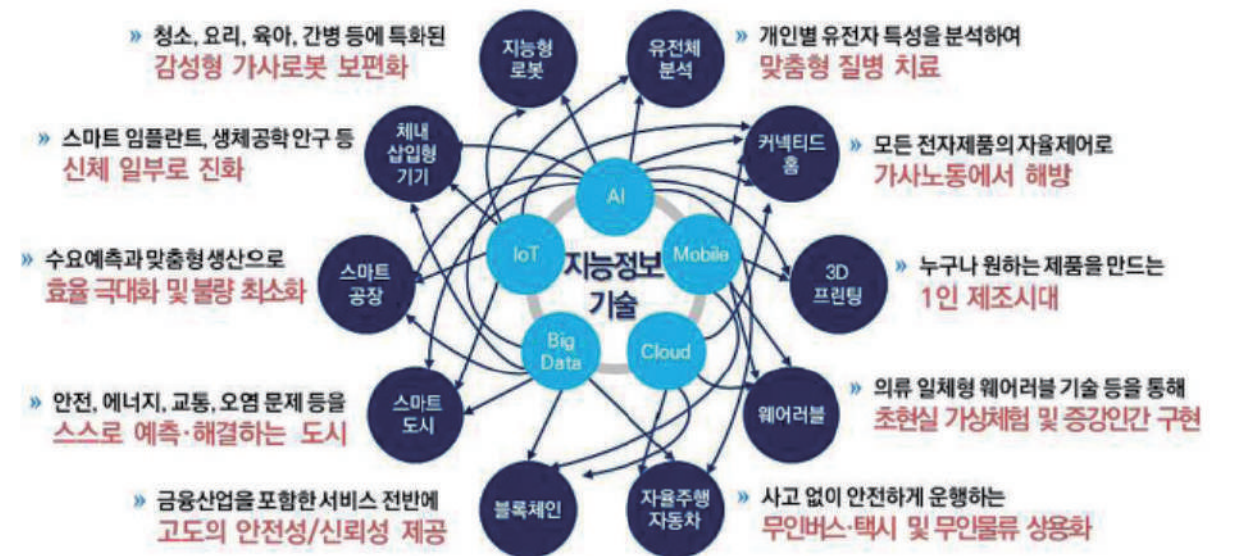 » 청소, 요리, 육아, 간병 등에 특화된
감성형 가사로봇 보편화
지능형
로봇
유전체
분석
» 개인별 유전자 특성을 분석하여
맞춤형 질병 치료
» 스마트 임플란트, 생체공학 안구 등
신체 일부로 진화
체내
삽입형
기기
커넥티드
홈
» 모든 전자제품의 자율제어로
가사노동에서 해방
AI
IoT
Mobile
지능정보
기술
Big
Data
Cloud
» 수요예측과 맞춤형 생산으로
효율 극대화 및 불량 최소화
스마트
공장
3D
프린팅
» 누구나 원하는 제품을 만드는
1인 제조시대
» 안전, 에너지, 교통, 오염 문제 등을
스스로 예측·해결하는 도시
스마트
도시
웨어러블
» 의류 일체형 웨어러블 기술 등을 통해
초현실 가상체험 및 증강인간 구현
» 금융산업을 포함한 서비스 전반에
고도의 안전성/신뢰성 제공
블록체인
자율주행
자동차
» 사고 없이 안전하게 운행하는
무인버스·택시 및 무인물류 상용화